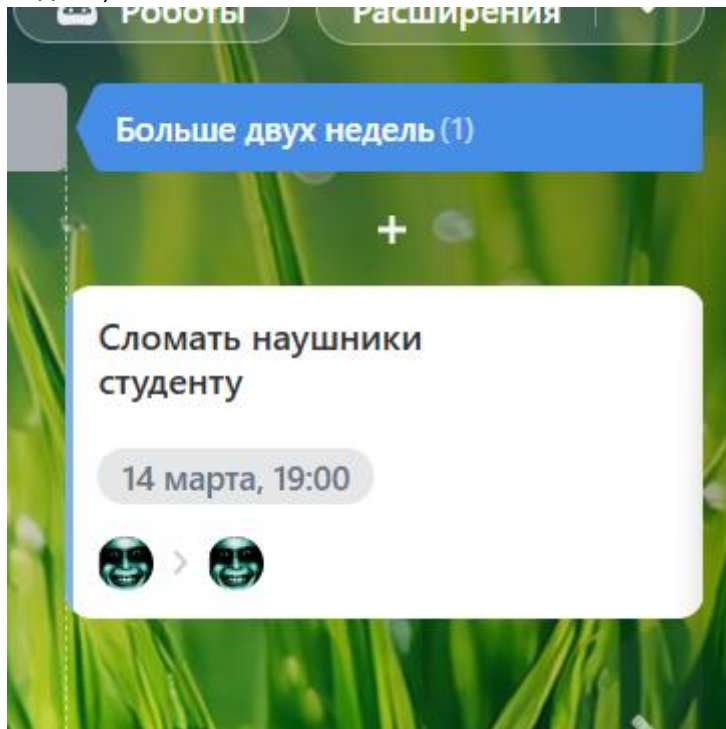 Роботы Расширения
Больше двух недель (1)
+
Сломать наушники
студенту
14 марта, 19:00